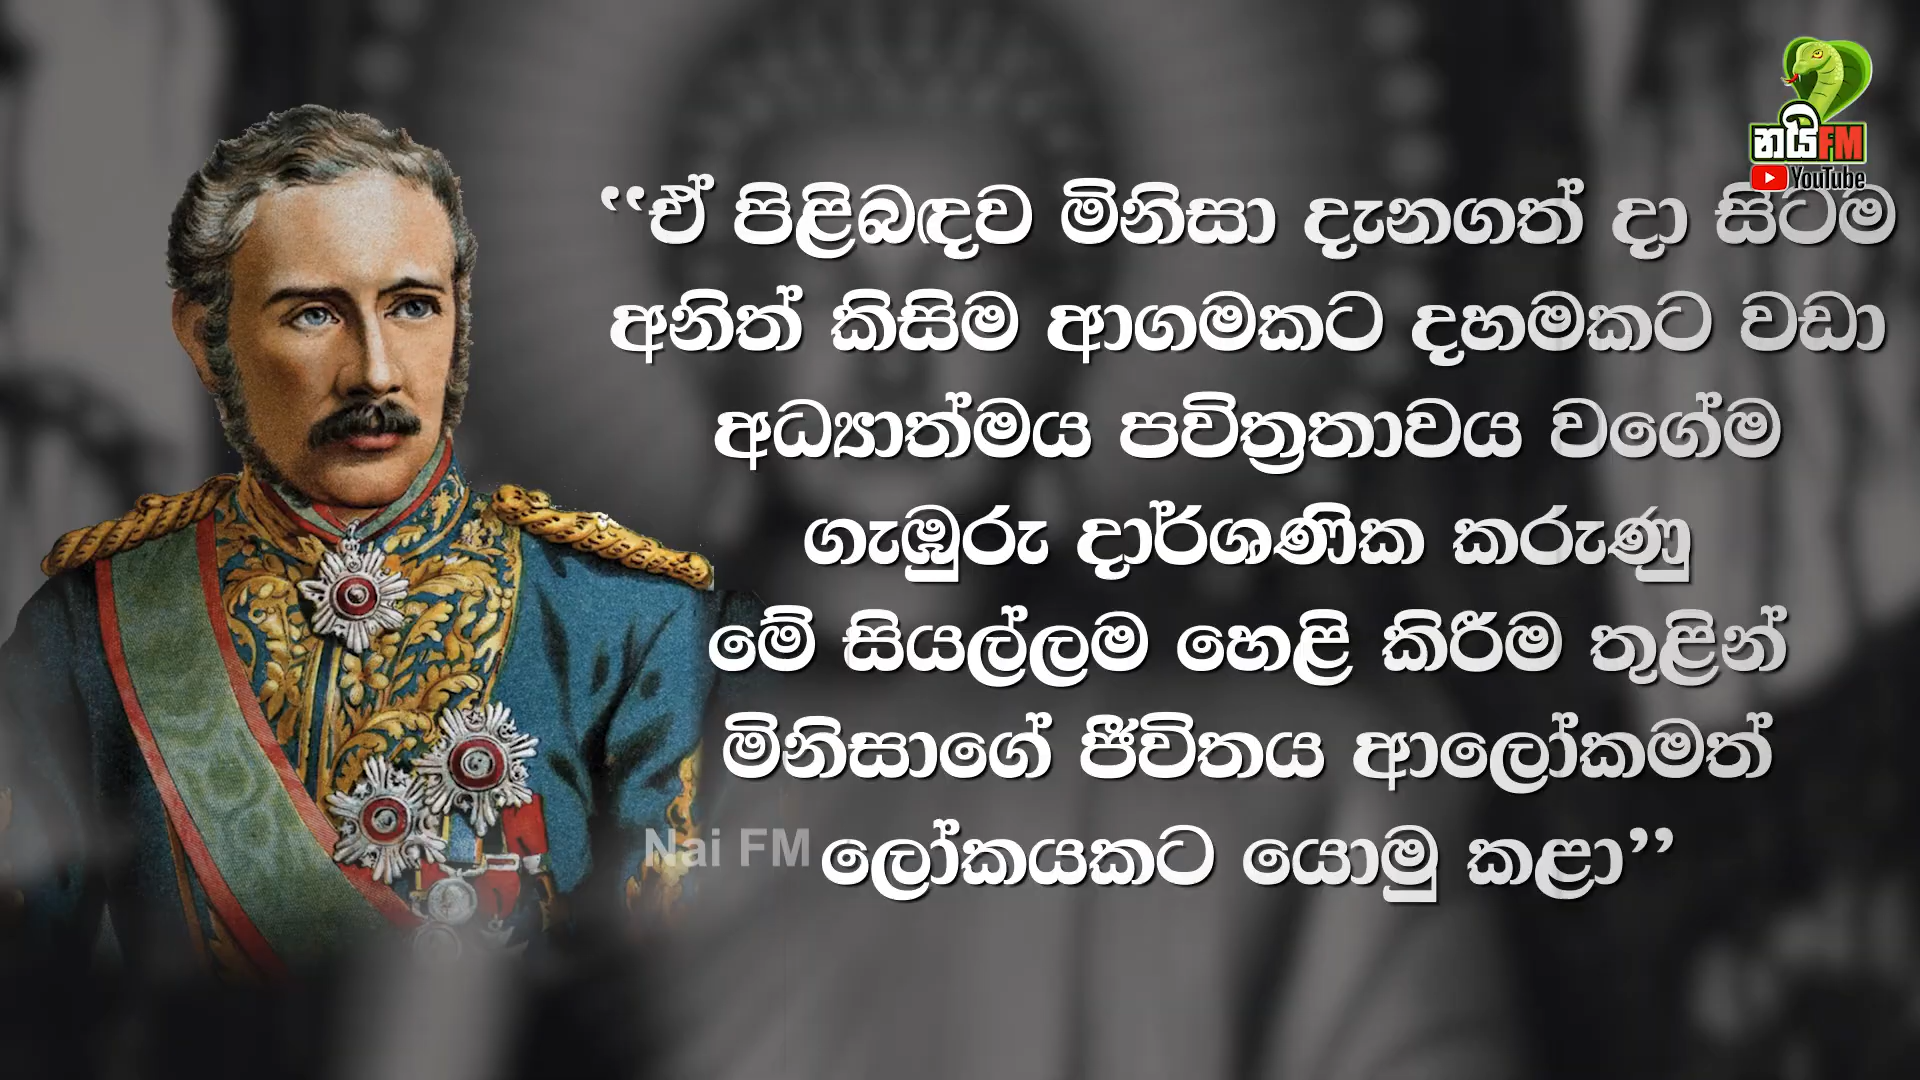 නයිFM
YouTube
“ඒ පිළිබඳව මිනිසා දැනගත් දා සිටම
අනිත් කිසිම ආගමකට දහමකට වඩා
අධ්‍යාත්මය පවිත්‍රතාවය වගේම
ගැඹුරු දාර්ශණික කරුණු
මේ සියල්ලම හෙළි කිරීම තුළින්
මිනිසාගේ ජීවිතය ආලෝකමත්
ලෝකයකට යොමු කළා”
Nai FM